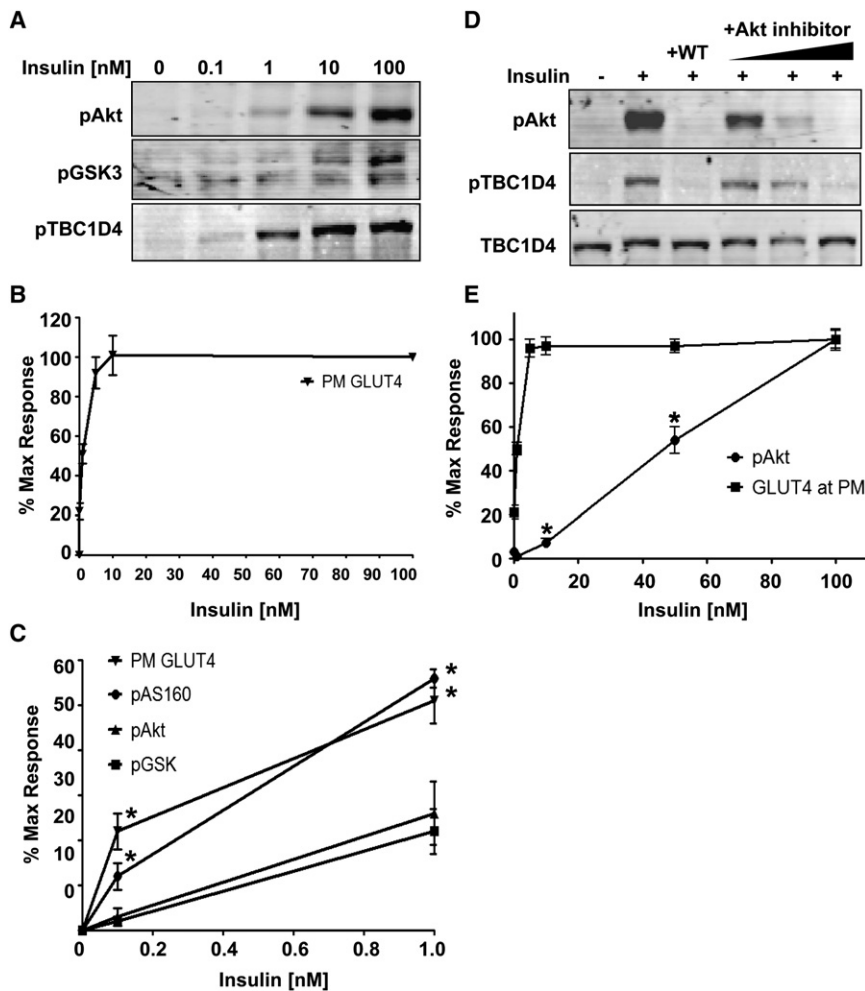 A
Insulin [nM] 0 0.1 1 10 100
pAkt
pGSK3
pTBC1D4
B
% Max Response
140
120
100
80
60
40
20
0
PM GLUT4
0 10 20 30 40 50 60 70 80 90 100
Insulin [nM]
C
% Max Response
60
50
40
30
20
10
0
PM GLUT4
pAS160
pAkt
pGSK
*
*
*
*
0 0.2 0.4 0.6 0.8 1.0
Insulin [nM]
D
+Akt inhibitor
+WT
Insulin - + + + + +
pAkt
pTBC1D4
TBC1D4
E
% Max Response
100
80
60
40
20
0
*
*
pAkt
GLUT4 at PM
0 20 40 60 80 100
Insulin [nM]